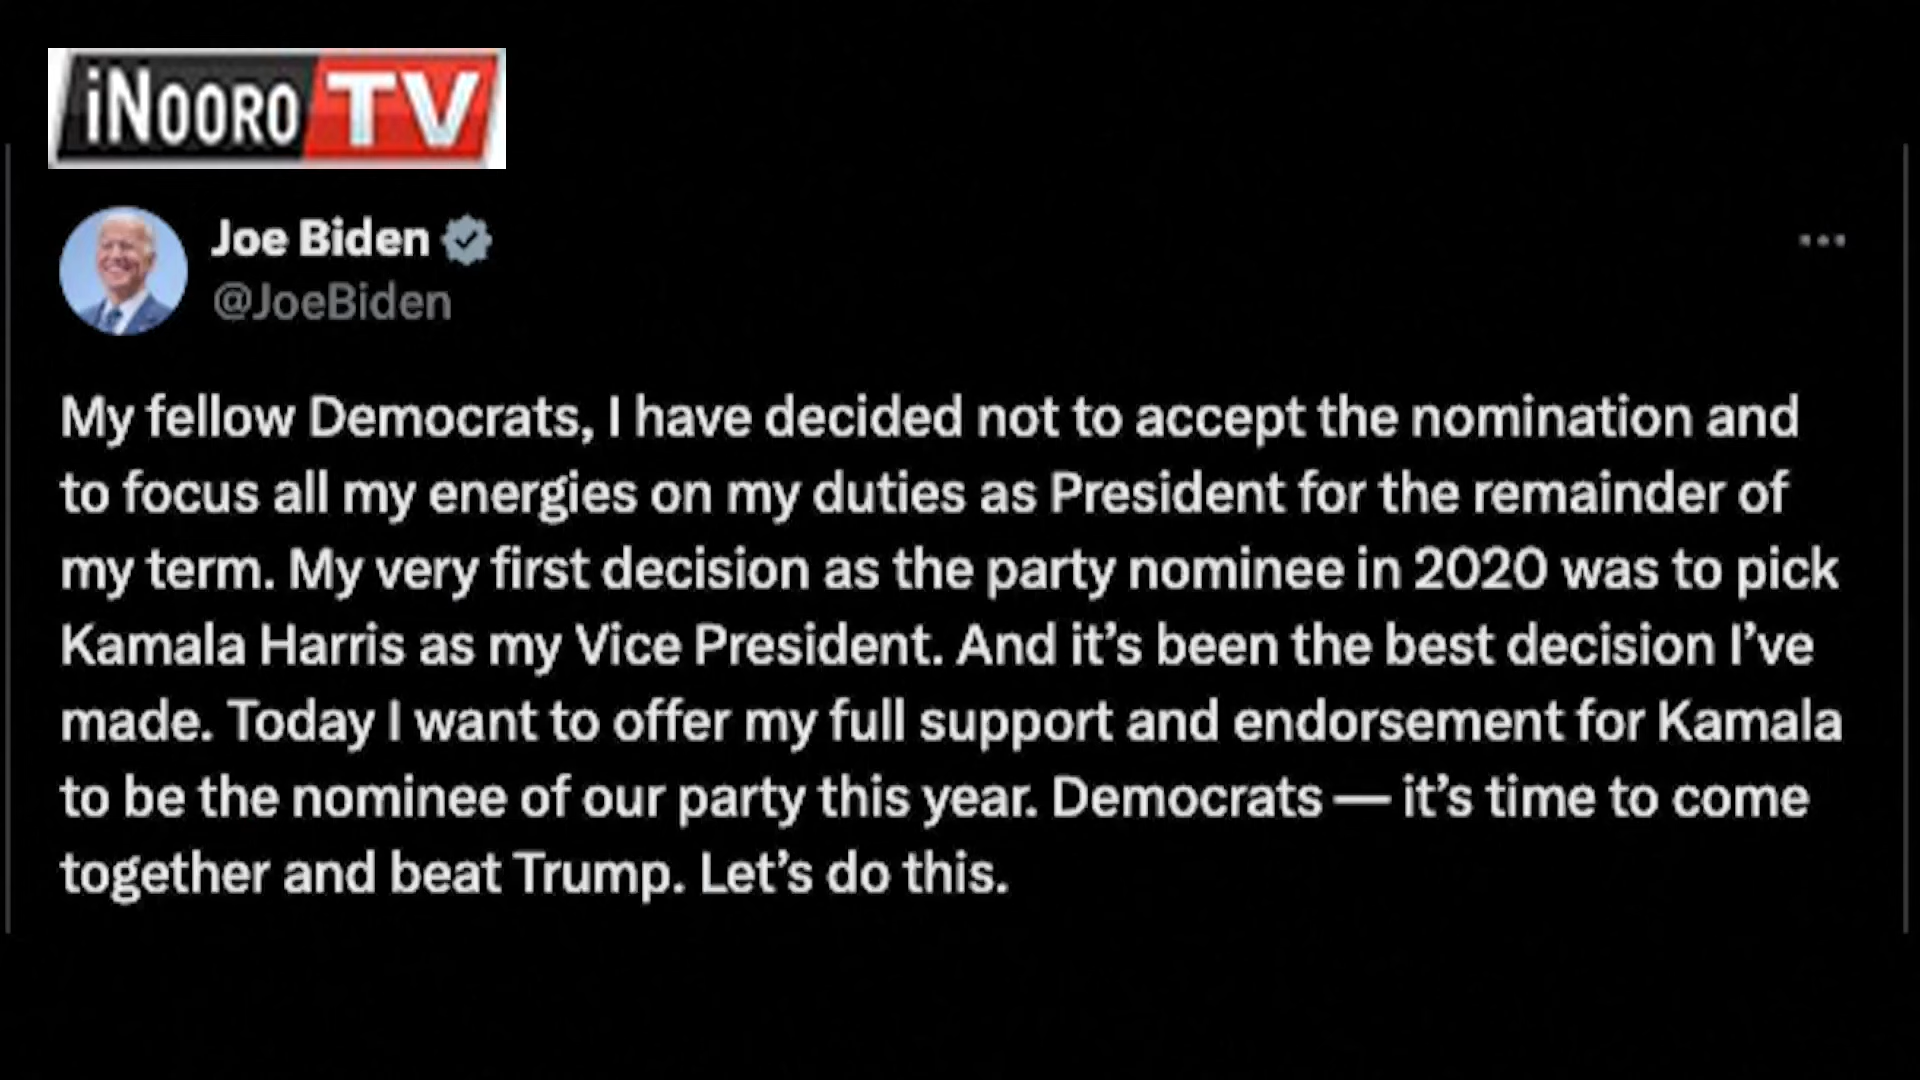 iNooro TV
Joe Biden
@JoeBiden
My fellow Democrats, I have decided not to accept the nomination and
to focus all my energies on my duties as President for the remainder of
my term. My very first decision as the party nominee in 2020 was to pick
Kamala Harris as my Vice President. And it’s been the best decision I’ve
made. Today I want to offer my full support and endorsement for Kamala
to be the nominee of our party this year. Democrats — it’s time to come
together and beat Trump. Let’s do this.